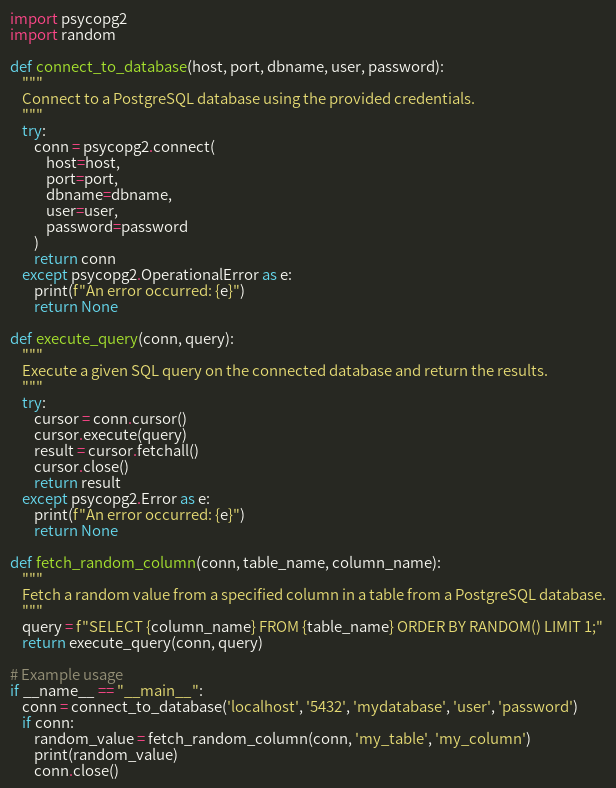 import psycopg2
import random

def connect_to_database(host, port, dbname, user, password):
    """
    Connect to a PostgreSQL database using the provided credentials.
    """
    try:
        conn = psycopg2.connect(
            host=host,
            port=port,
            dbname=dbname,
            user=user,
            password=password
        )
        return conn
    except psycopg2.OperationalError as e:
        print(f"An error occurred: {e}")
        return None

def execute_query(conn, query):
    """
    Execute a given SQL query on the connected database and return the results.
    """
    try:
        cursor = conn.cursor()
        cursor.execute(query)
        result = cursor.fetchall()
        cursor.close()
        return result
    except psycopg2.Error as e:
        print(f"An error occurred: {e}")
        return None

def fetch_random_column(conn, table_name, column_name):
    """
    Fetch a random value from a specified column in a table from a PostgreSQL database.
    """
    query = f"SELECT {column_name} FROM {table_name} ORDER BY RANDOM() LIMIT 1;"
    return execute_query(conn, query)

# Example usage
if __name__ == "__main__":
    conn = connect_to_database('localhost', '5432', 'mydatabase', 'user', 'password')
    if conn:
        random_value = fetch_random_column(conn, 'my_table', 'my_column')
        print(random_value)
        conn.close()